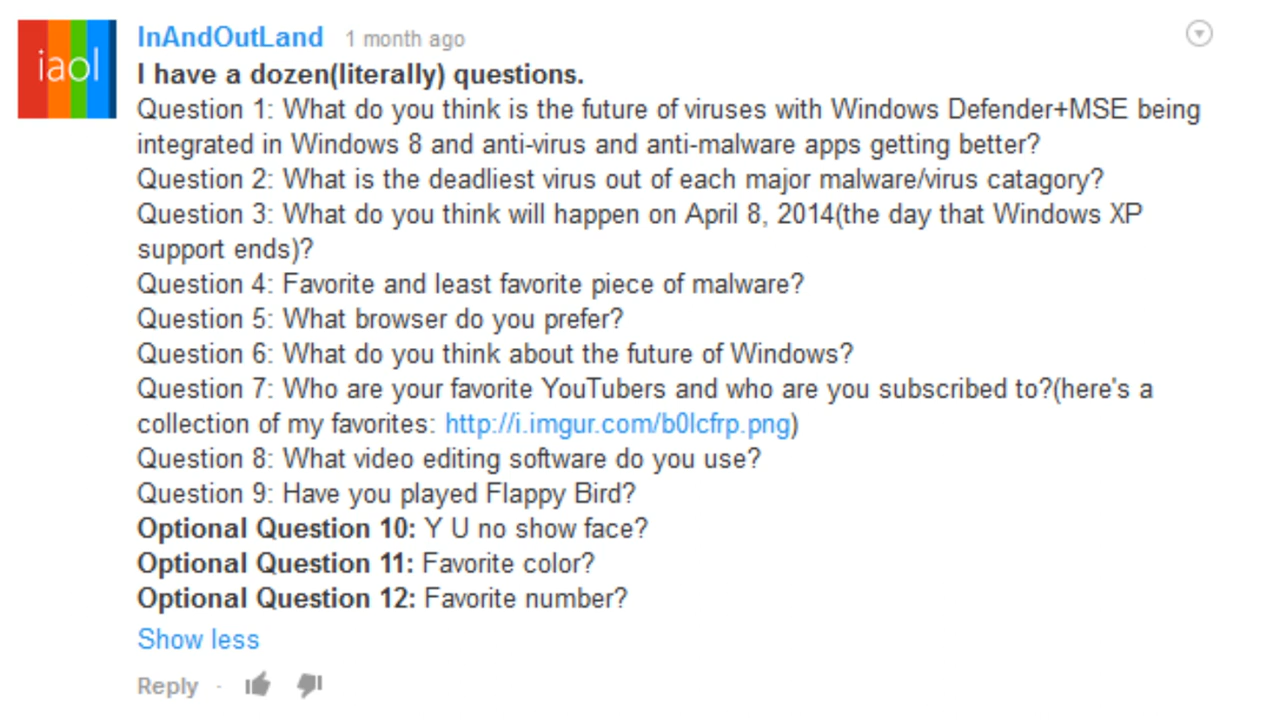 iaol
InAndOutLand 1 month ago
I have a dozen(literally) questions.
Question 1: What do you think is the future of viruses with Windows Defender+MSE being
integrated in Windows 8 and anti-virus and anti-malware apps getting better?
Question 2: What is the deadliest virus out of each major malware/virus catagory?
Question 3: What do you think will happen on April 8, 2014(the day that Windows XP
support ends)?
Question 4: Favorite and least favorite piece of malware?
Question 5: What browser do you prefer?
Question 6: What do you think about the future of Windows?
Question 7: Who are your favorite YouTubers and who are you subscribed to?(here's a
collection of my favorites: http://i.imgur.com/b0lcfrp.png)
Question 8: What video editing software do you use?
Question 9: Have you played Flappy Bird?
Optional Question 10: Y U no show face?
Optional Question 11: Favorite color?
Optional Question 12: Favorite number?
Show less
Reply ·